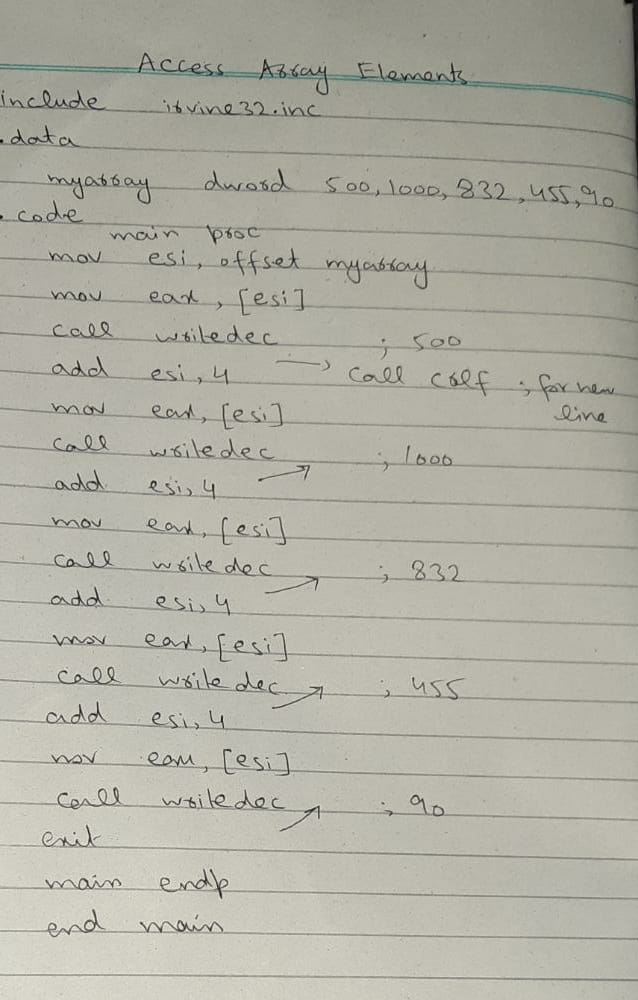 Access Array Elements
include irvine32.inc
.data
myarray dword 500, 1000, 832, 455, 90
.code
main proc
mov esi, offset myarray
mov eax, [esi]
call writedec ; 500
add esi, 4 → call crlf ; for new line
mov eax, [esi]
call writedec ; 1000
add esi, 4
mov eax, [esi]
call writedec ; 832
add esi, 4
mov eax, [esi]
call writedec ; 455
add esi, 4
mov eax, [esi]
call writedec ; 90
exit
main endp
end main